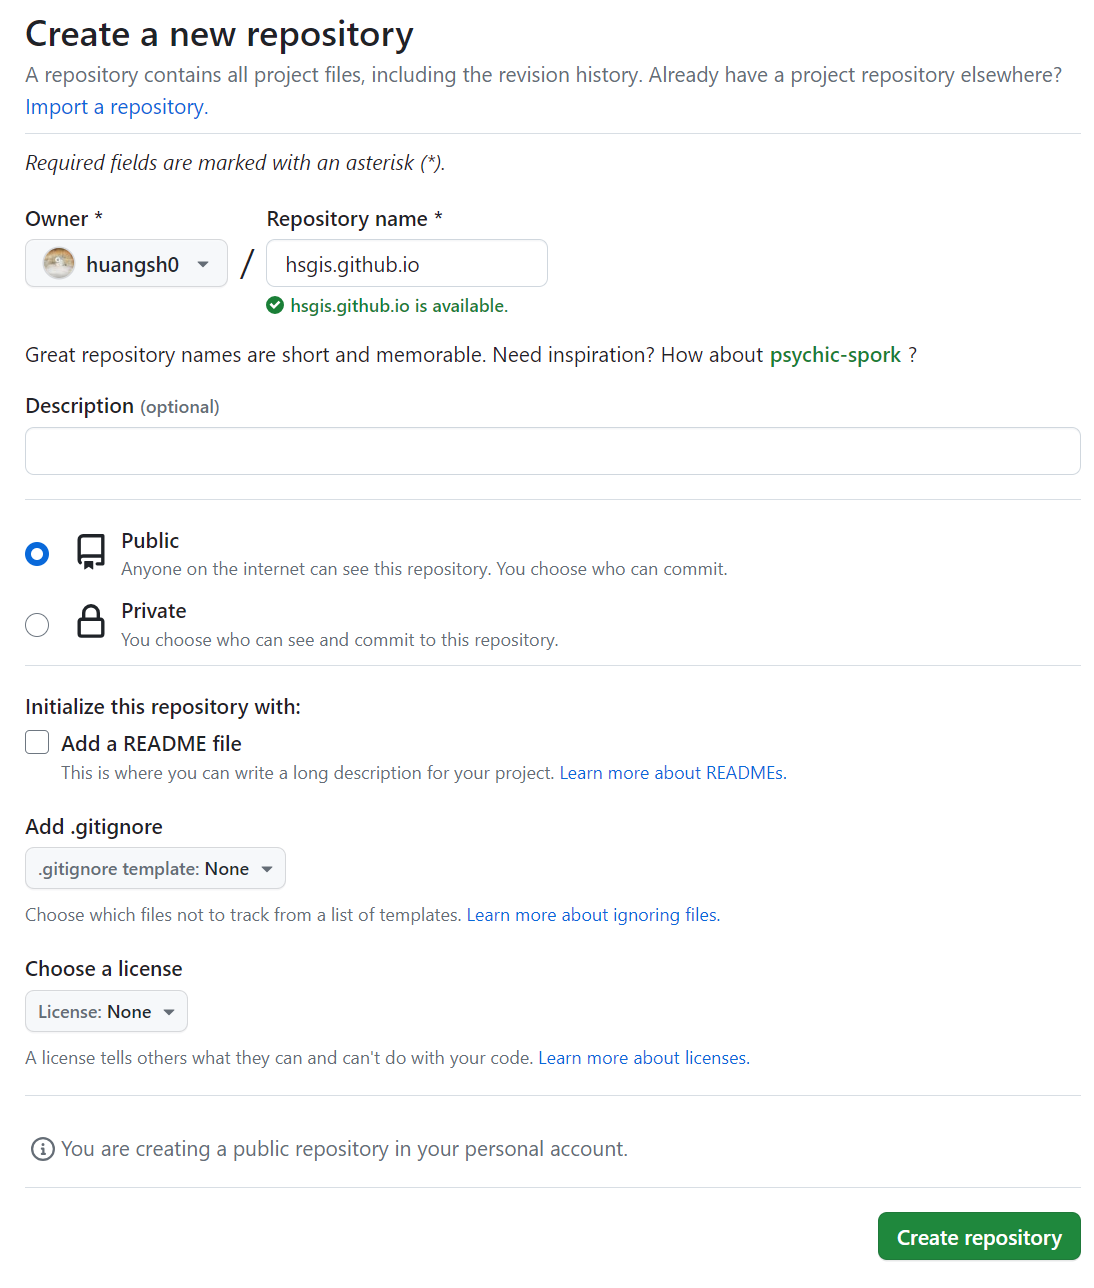 Create a new repository
A repository contains all project files, including the revision history. Already have a project repository elsewhere?
Import a repository.
Required fields are marked with an asterisk (*).
Owner *
Repository name *
huangsh0
/
hsgis.github.io
hsgis.github.io is available.
Great repository names are short and memorable. Need inspiration? How about psychic-spork ?
Description (optional)
Public
Anyone on the internet can see this repository. You choose who can commit.
Private
You choose who can see and commit to this repository.
Initialize this repository with:
Add a README file
This is where you can write a long description for your project. Learn more about READMEs.
Add .gitignore
.gitignore template: None
Choose which files not to track from a list of templates. Learn more about ignoring files.
Choose a license
License: None
A license tells others what they can and can't do with your code. Learn more about licenses.
You are creating a public repository in your personal account.
Create repository